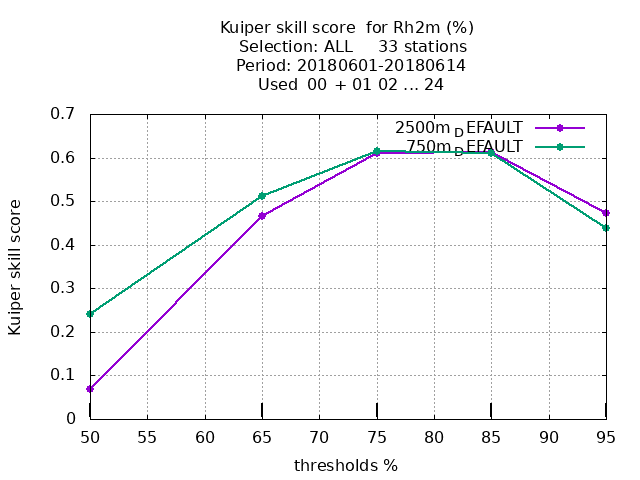 Kuiper skill score for Rh2m (%)
Selection: ALL 33 stations
Period: 20180601-20180614
Used 00 + 01 02 ... 24
0.7
0.6
0.5
0.4
0.3
0.2
0.1
0
Kuiper skill score
2500m_DEFAULT
750m_DEFAULT
50 55 60 65 70 75 80 85 90 95
thresholds %